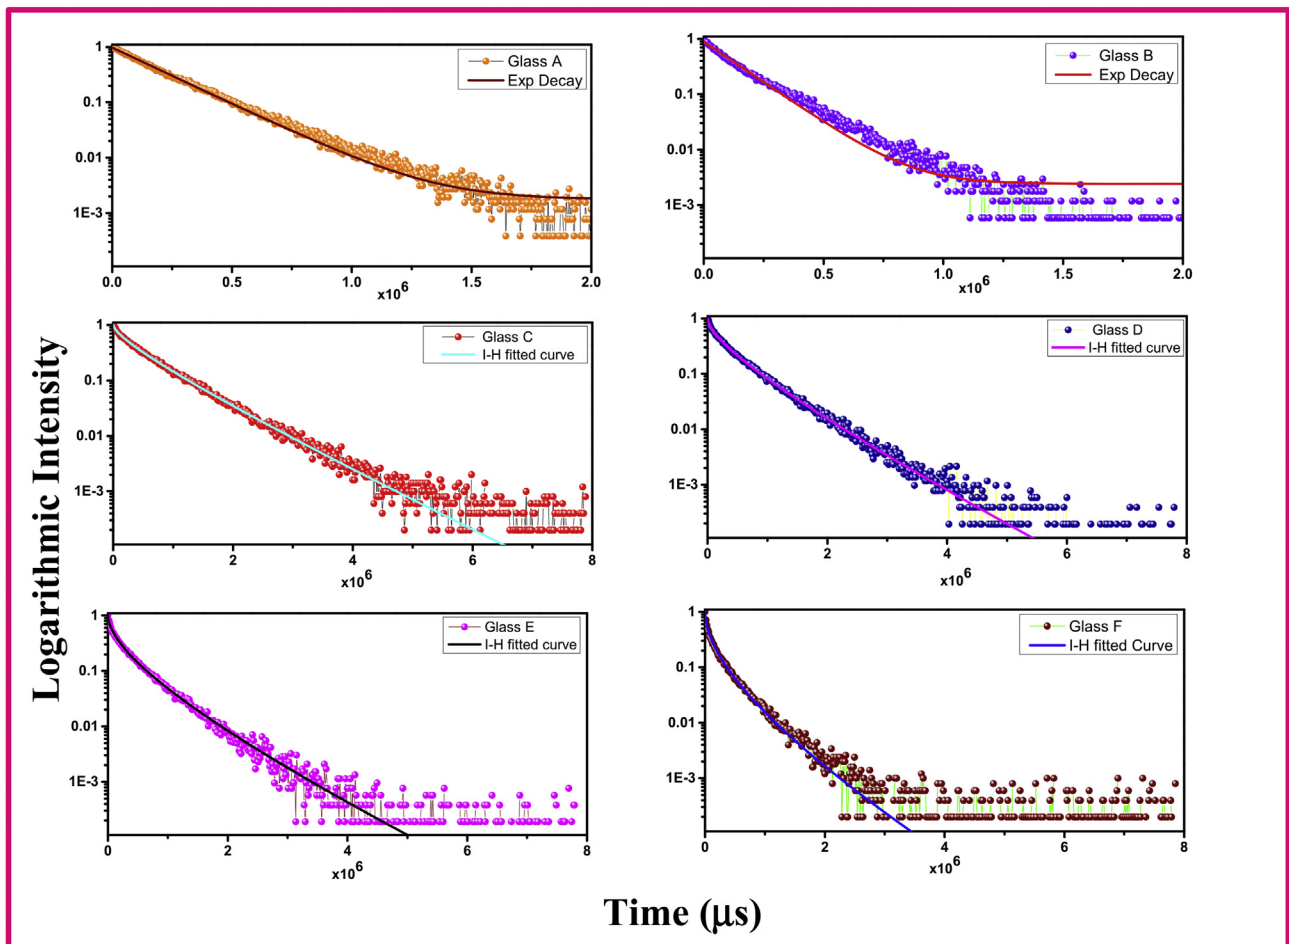 Logarithmic Intensity
1
0.1
0.01
1E-3
Glass A
Exp Decay
0.0 0.5 1.0 1.5 2.0
x10^6
1
0.1
0.01
1E-3
Glass B
Exp Decay
0.0 0.5 1.0 1.5 2.0
x10^6
1
0.1
0.01
1E-3
Glass C
I-H fitted curve
0 2 4 6 8
x10^6
1
0.1
0.01
1E-3
Glass D
I-H fitted curve
0 2 4 6 8
x10^6
1
0.1
0.01
1E-3
Glass E
I-H fitted curve
0 2 4 6 8
x10^6
1
0.1
0.01
1E-3
Glass F
I-H fitted Curve
0 2 4 6 8
x10^6
Time (μs)